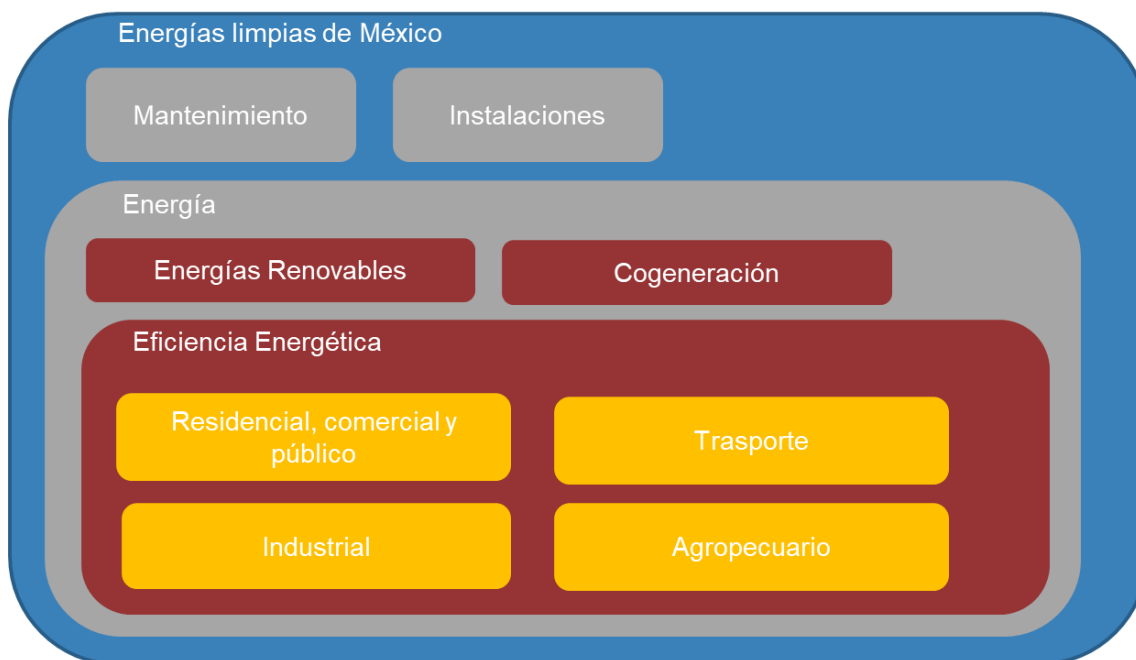 Energías limpias de México
Mantenimiento
Instalaciones
Energía
Energías Renovables
Cogeneración
Eficiencia Energética
Residencial, comercial y
público
Trasporte
Industrial
Agropecuario